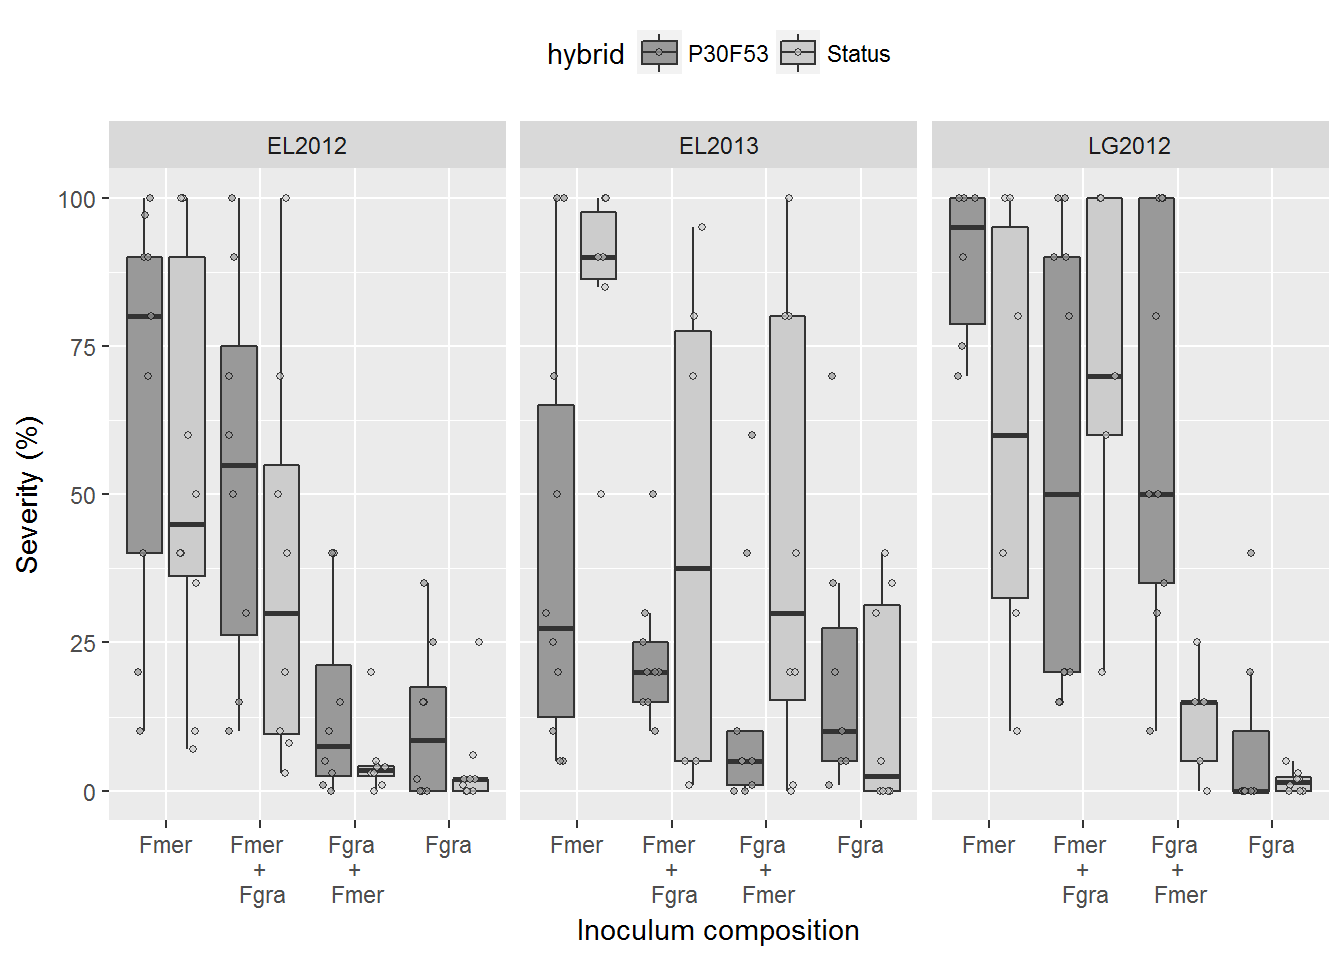 hybrid P30F53 Status
EL2012 EL2013 LG2012
100
75
50
25
0
Severity (%)
Fmer Fmer Fgra Fgra Fmer Fmer Fgra Fgra Fmer Fmer Fgra Fgra
+ + + + + +
Fgra Fmer Fgra Fmer Fgra Fmer
Inoculum composition